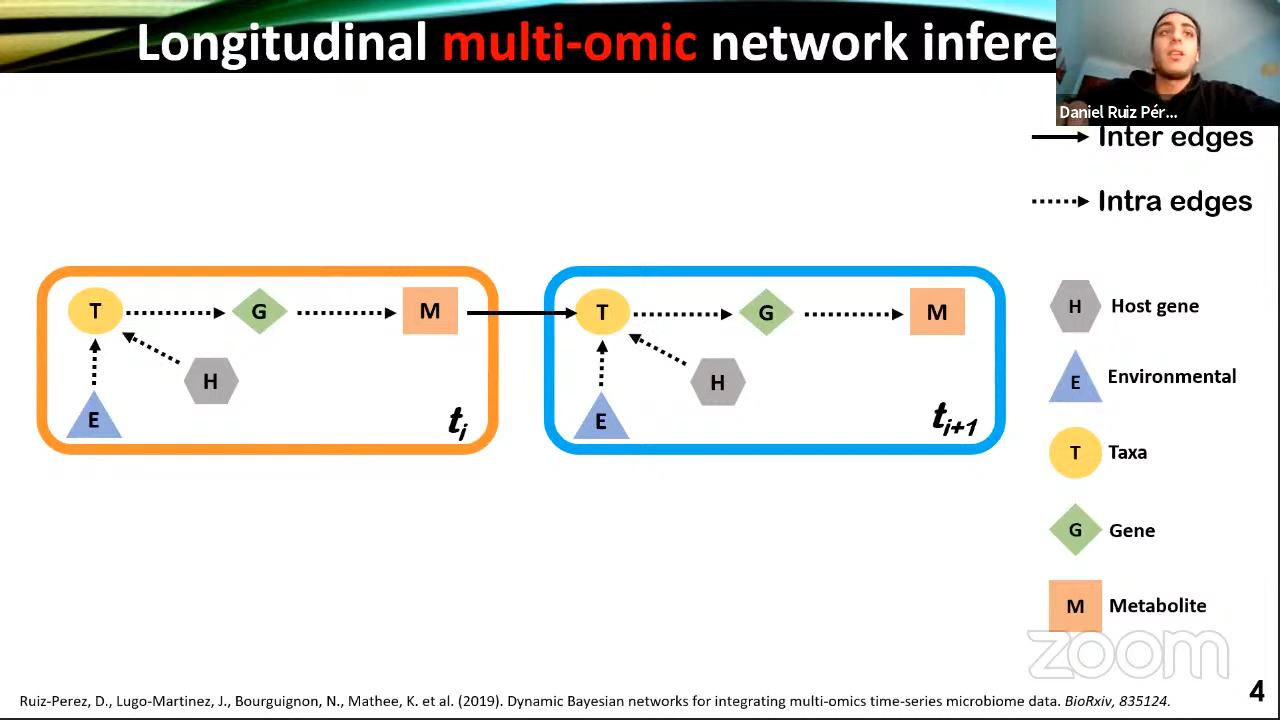 Longitudinal multi-omic network infere
Daniel Ruiz Pér...
Inter edges
Intra edges
T G M T G M
H H
E E
ti ti+1
H Host gene
E Environmental
T Taxa
G Gene
M Metabolite
zoom
Ruiz-Perez, D., Lugo-Martinez, J., Bourguignon, N., Mathee, K. et al. (2019). Dynamic Bayesian networks for integrating multi-omics time-series microbiome data. BioRxiv, 835124.
4